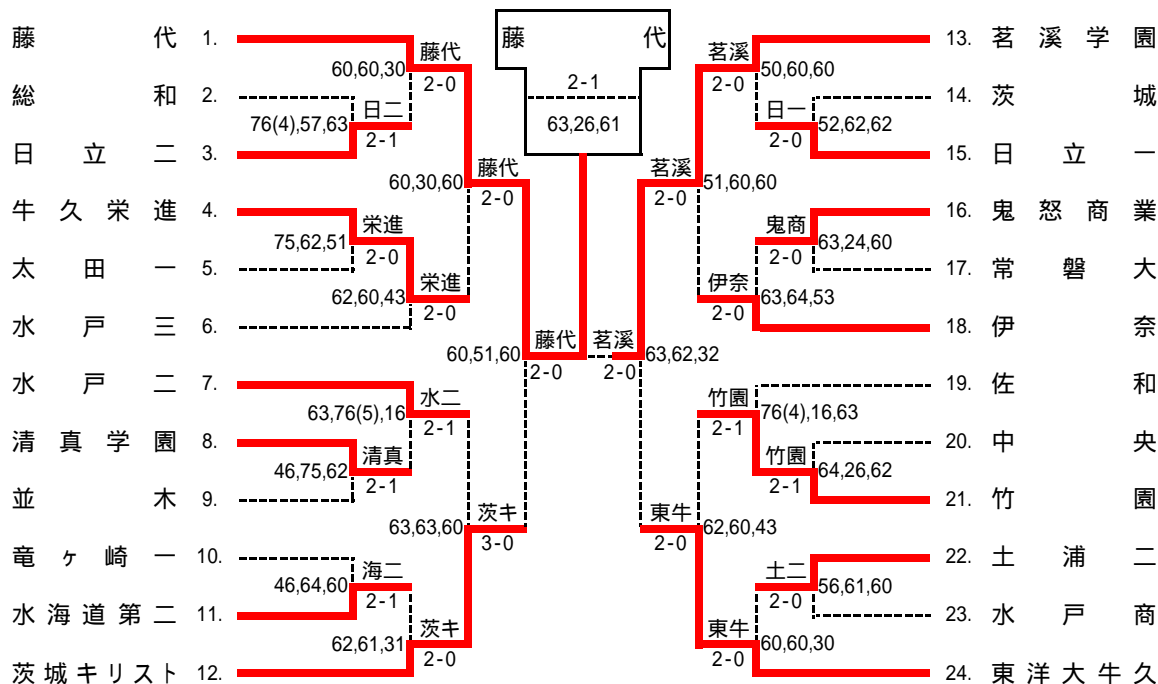 藤代
2-1
63,26,61
藤代 1.
総和 2.
日立二 3.
牛久栄進 4.
太田一 5.
水戸三 6.
水戸二 7.
清真学園 8.
並木 9.
竜ヶ崎一 10.
水海道第二 11.
茨城キリスト 12.
藤代
60,60,30
2-0
日二
76(4),57,63
2-1
藤代
60,30,60
2-0
栄進
75,62,51
2-0
栄進
62,60,43
2-0
藤代
60,51,60
2-0
水二
63,76(5),16
2-1
清真
46,75,62
2-1
茨キ
63,63,60
3-0
海二
46,64,60
2-1
茨キ
62,61,31
2-0
茗溪
50,60,60
2-0
日一
52,62,62
2-0
茗溪
51,60,60
2-0
鬼商
63,24,60
2-0
伊奈
63,64,53
2-0
茗溪
63,62,32
2-0
竹園
76(4),16,63
2-1
竹園
64,26,62
2-1
東牛
62,60,43
2-0
土二
56,61,60
2-0
東牛
60,60,30
2-0
13. 茗溪学園
14. 茨城
15. 日立一
16. 鬼怒商業
17. 常磐大
18. 伊奈
19. 佐和
20. 中央
21. 竹園
22. 土浦二
23. 水戸商
24. 東洋大牛久